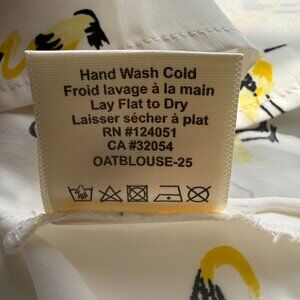 Hand Wash Cold
Froid lavage à la main
Lay Flat to Dry
Laisser sécher à plat
RN #124051
CA #32054
OATBLOUSE-25